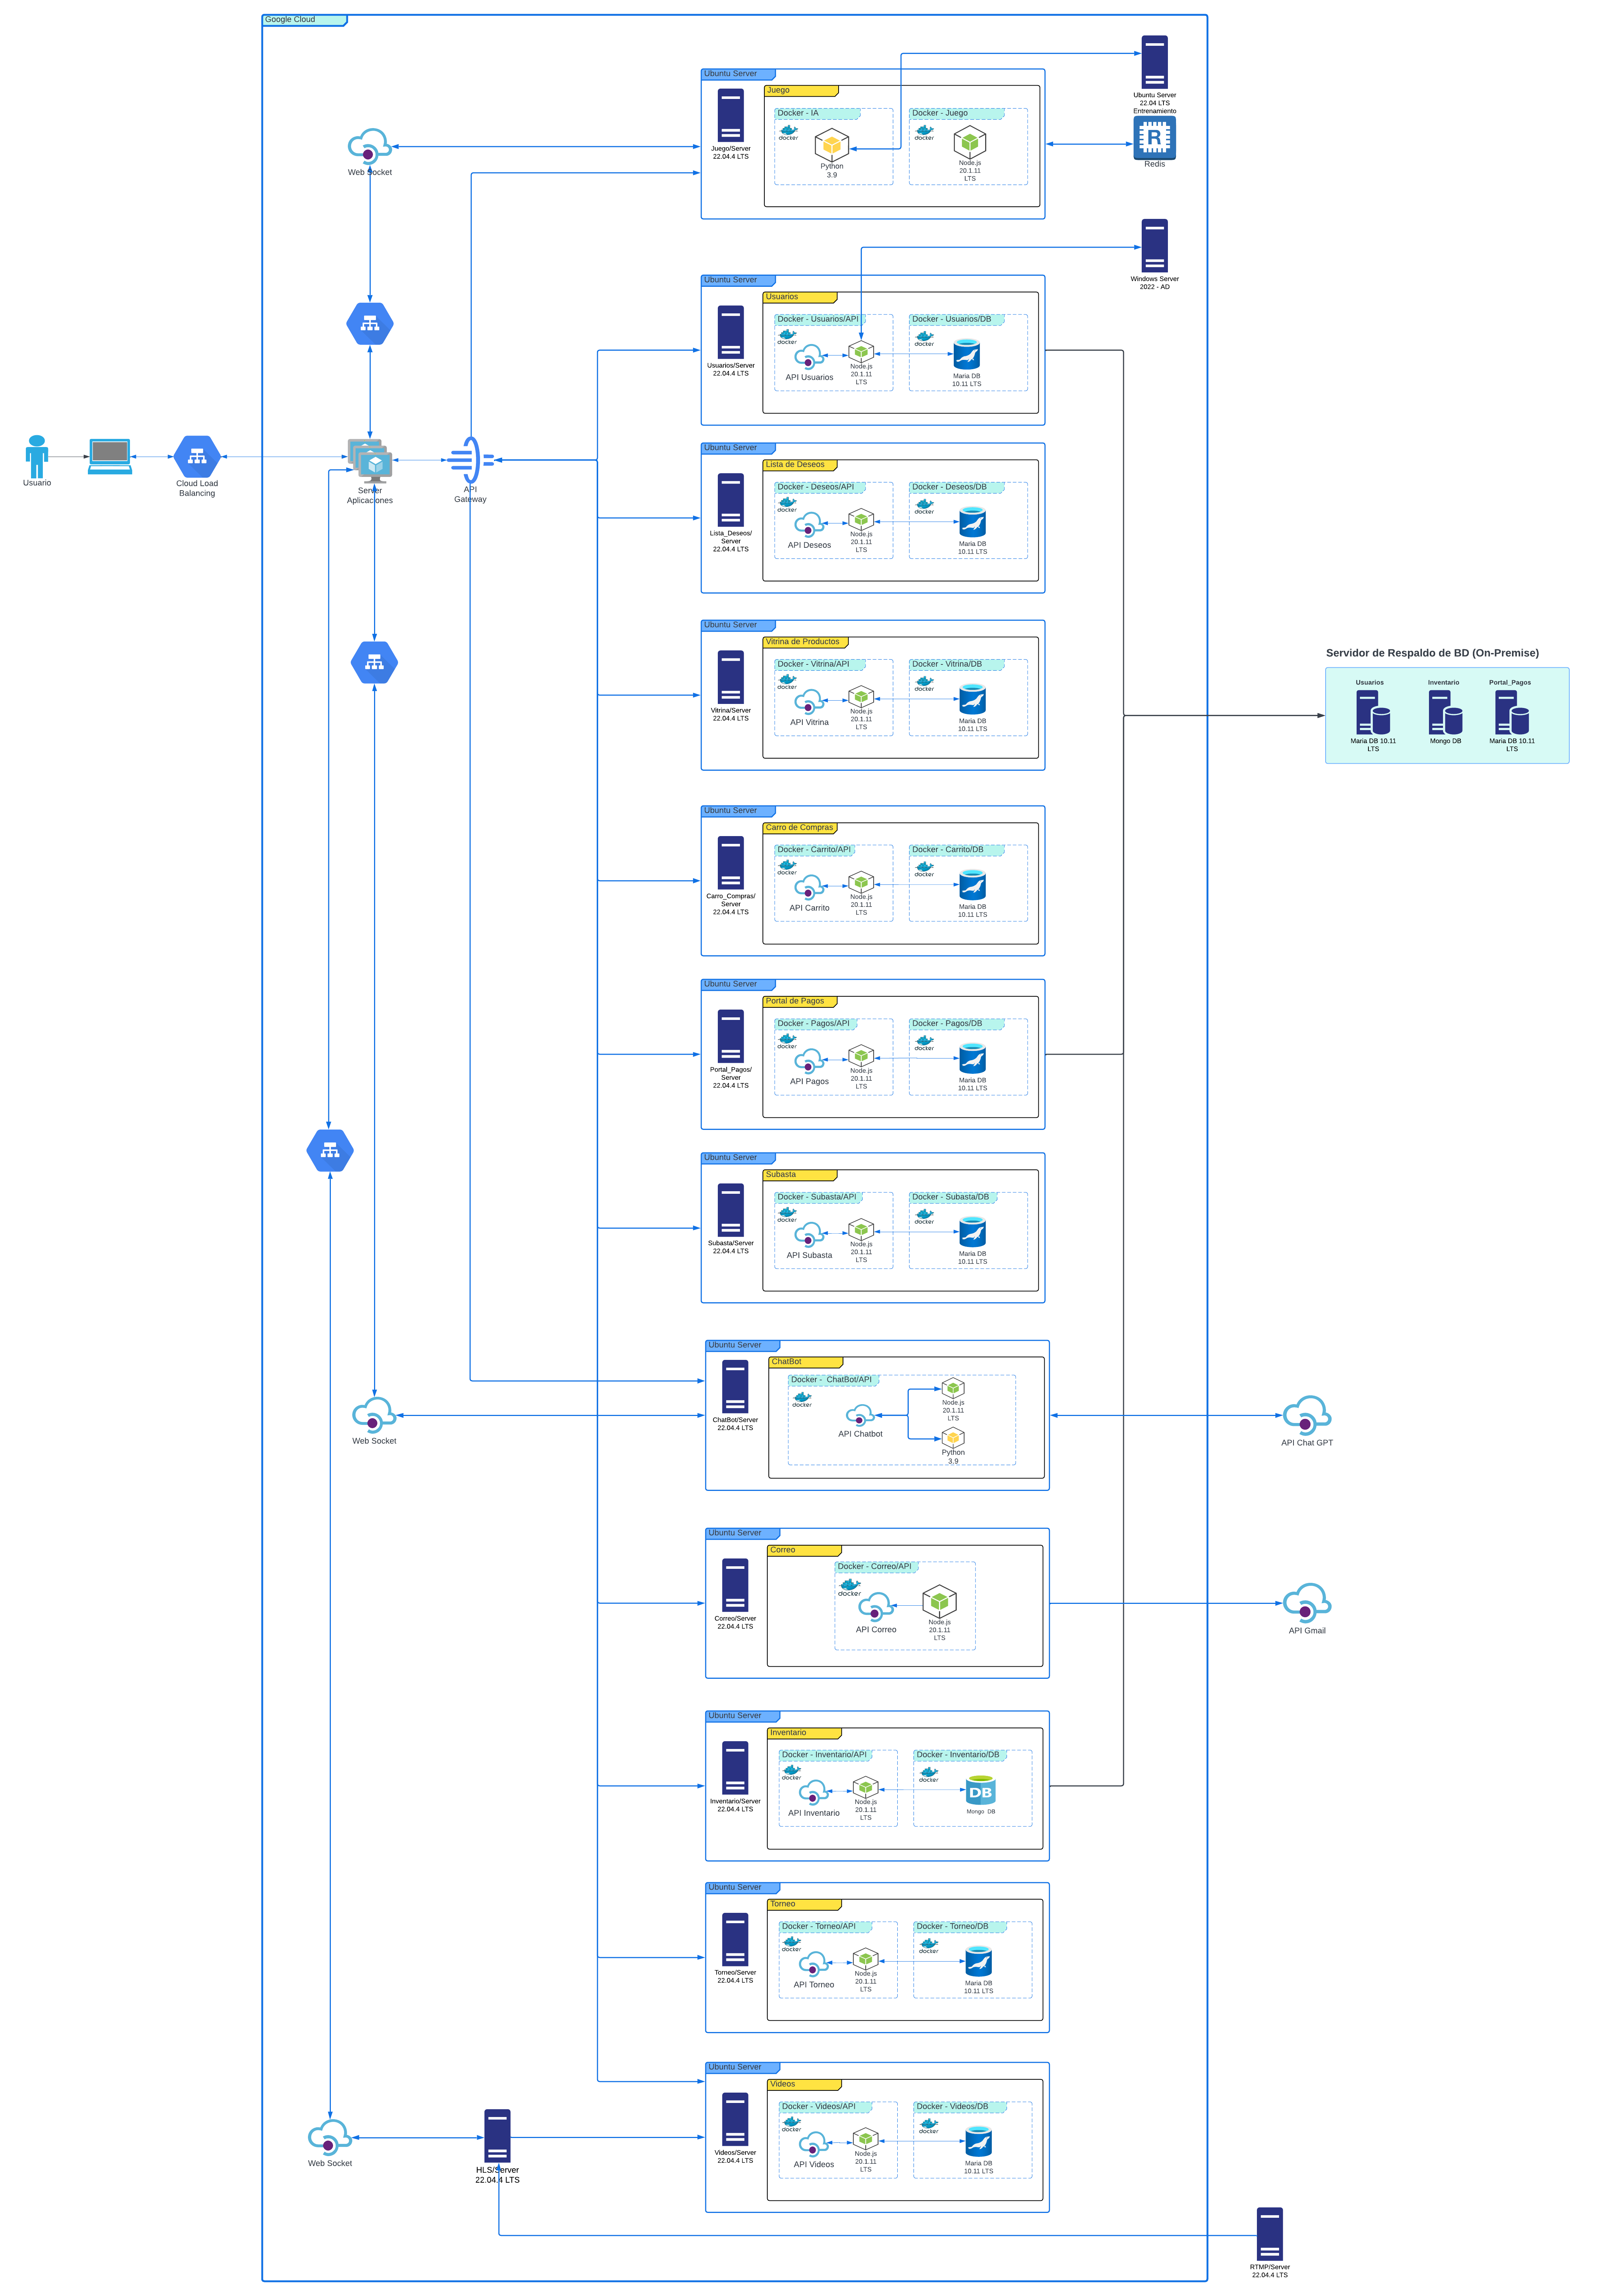 Google Cloud
Ubuntu Server
22.04 LTS
Entrenamiento
Redis
Ubuntu Server
Juego
Juego/Server
22.04.4 LTS
Docker - IA
docker
Python
3.9
Docker - Juego
docker
Node.js
20.1.11
LTS
Web Socket
Windows Server
2022 - AD
Ubuntu Server
Usuarios
Usuarios/Server
22.04.4 LTS
Docker - Usuarios/API
docker
API Usuarios
Node.js
20.1.11
LTS
Docker - Usuarios/DB
docker
Maria DB
10.11 LTS
Usuario
Cloud Load
Balancing
Server
Aplicaciones
API
Gateway
Ubuntu Server
Lista de Deseos
Lista_Deseos/
Server
22.04.4 LTS
Docker - Deseos/API
docker
API Deseos
Node.js
20.1.11
LTS
Docker - Deseos/DB
docker
Maria DB
10.11 LTS
Ubuntu Server
Vitrina de Productos
Vitrina/Server
22.04.4 LTS
Docker - Vitrina/API
docker
API Vitrina
Node.js
20.1.11
LTS
Docker - Vitrina/DB
docker
Maria DB
10.11 LTS
Servidor de Respaldo de BD (On-Premise)
Usuarios
Maria DB 10.11
LTS
Inventario
Mongo DB
Portal_Pagos
Maria DB 10.11
LTS
Ubuntu Server
Carro de Compras
Carro_Compras/
Server
22.04.4 LTS
Docker - Carrito/API
docker
API Carrito
Node.js
20.1.11
LTS
Docker - Carrito/DB
docker
Maria DB
10.11 LTS
Ubuntu Server
Portal de Pagos
Portal_Pagos/
Server
22.04.4 LTS
Docker - Pagos/API
docker
API Pagos
Node.js
20.1.11
LTS
Docker - Pagos/DB
docker
Maria DB
10.11 LTS
Ubuntu Server
Subasta
Subasta/Server
22.04.4 LTS
Docker - Subasta/API
docker
API Subasta
Node.js
20.1.11
LTS
Docker - Subasta/DB
docker
Maria DB
10.11 LTS
Ubuntu Server
ChatBot
ChatBot/Server
22.04.4 LTS
Docker - ChatBot/API
docker
API Chatbot
Node.js
20.1.11
LTS
Python
3.9
Web Socket
API Chat GPT
Ubuntu Server
Correo
Correo/Server
22.04.4 LTS
Docker - Correo/API
docker
API Correo
Node.js
20.1.11
LTS
API Gmail
Ubuntu Server
Inventario
Inventario/Server
22.04.4 LTS
Docker - Inventario/API
docker
API Inventario
Node.js
20.1.11
LTS
Docker - Inventario/DB
docker
DB
Mongo DB
Ubuntu Server
Torneo
Torneo/Server
22.04.4 LTS
Docker - Torneo/API
docker
API Torneo
Node.js
20.1.11
LTS
Docker - Torneo/DB
docker
Maria DB
10.11 LTS
Ubuntu Server
Videos
Videos/Server
22.04.4 LTS
Docker - Videos/API
docker
API Videos
Node.js
20.1.11
LTS
Docker - Videos/DB
docker
Maria DB
10.11 LTS
Web Socket
HLS/Server
22.04.4 LTS
RTMP/Server
22.04.4 LTS